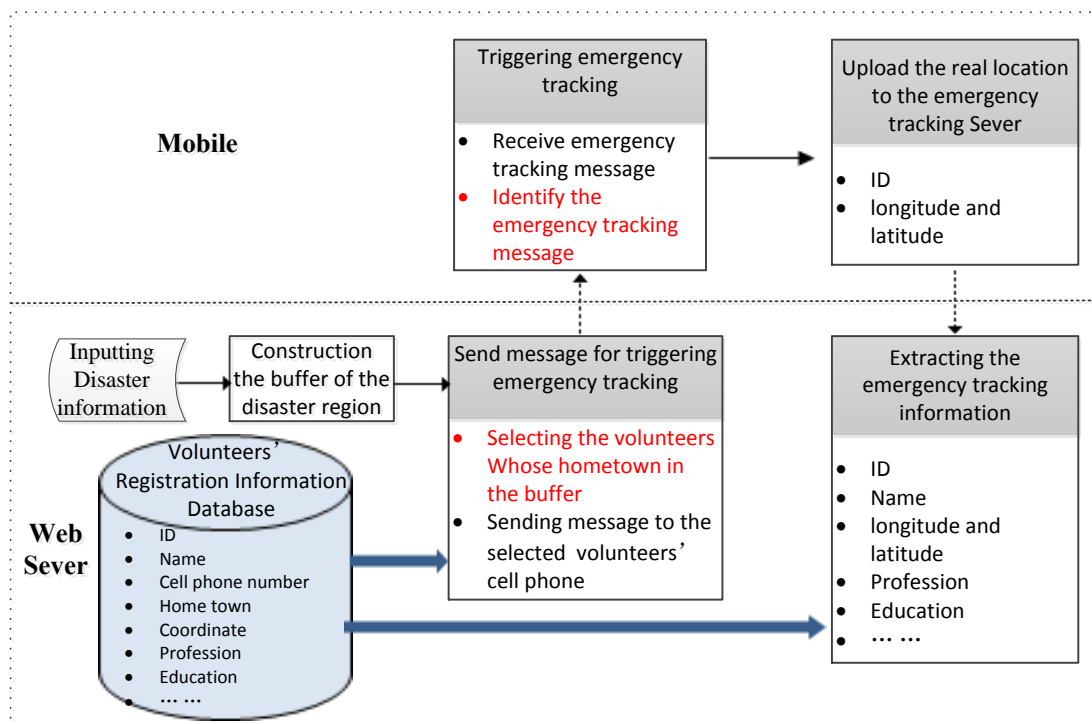 Mobile
Triggering emergency
tracking
• Receive emergency
tracking message
• Identify the
emergency tracking
message
Upload the real location
to the emergency
tracking Sever
• ID
• longitude and
latitude
Web
Sever
Inputting
Disaster
information
Construction
the buffer of the
disaster region
Send message for triggering
emergency tracking
• Selecting the volunteers
Whose hometown in
the buffer
• Sending message to the
selected volunteers’
cell phone
Extracting the
emergency tracking
information
• ID
• Name
• longitude and
latitude
• Profession
• Education
• … …
Volunteers’
Registration Information
Database
• ID
• Name
• Cell phone number
• Home town
• Coordinate
• Profession
• Education
• … …